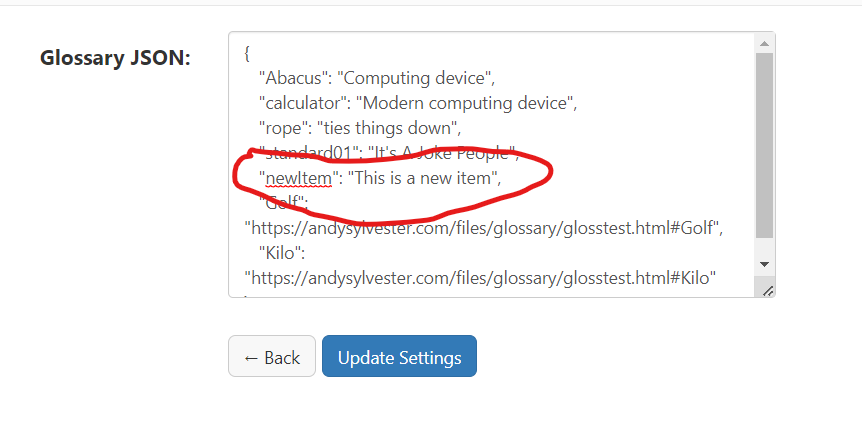 Glossary JSON:
{
"Abacus": "Computing device",
"calculator": "Modern computing device",
"rope": "ties things down",
"standard01": "It's A Joke People",
"newItem": "This is a new item",
"Golf":
"https://andysylvester.com/files/glossary/glosstest.html#Golf",
"Kilo":
"https://andysylvester.com/files/glossary/glosstest.html#Kilo"
← Back
Update Settings